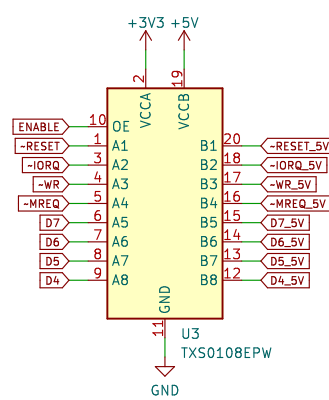 +3V3 +5V
2 19
VCCA VCCB
ENABLE 10 OE
~RESET 1 A1 B1 20 ~RESET_5V
~IORQ 3 A2 B2 18 ~IORQ_5V
~WR 4 A3 B3 17 ~WR_5V
~MREQ 5 A4 B4 16 ~MREQ_5V
D7 6 A5 B5 15 D7_5V
D6 7 A6 B6 14 D6_5V
D5 8 A7 B7 13 D5_5V
D4 9 A8 B8 12 D4_5V
GND
11
U3
TXS0108EPW
GND